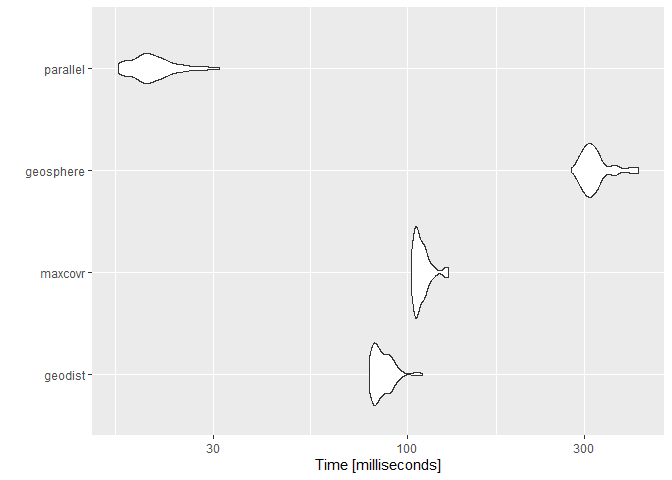 parallel
geosphere
maxcovr
geodist
30
100
300
Time [milliseconds]